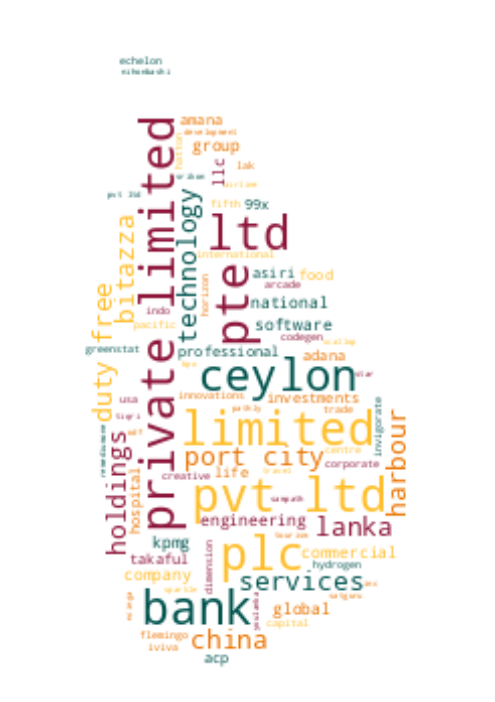 echelon
nihonbashi
private limited
amana
development
group
llc
lak
pvt ltd
fifth
99x
bitazza
technology
ltd
international
pte
asiri
food
arcade
horizon
national
indo
pacific
software
codegen
duty free
greenstat
professional
adana
ceylon
usa
innovations
investments
trade
pathly
limited
invigorate
harbour
holdings
port city
centre
corporate
hospital
creative
life
travel
pvt ltd
sampath
engineering
lanka
kpmg
plc
commercial
takaful
dimension
hydrogen
company
services
bank
global
capital
flemingo
china
iviva
acp